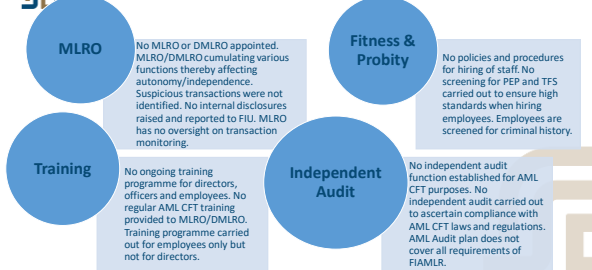 MLRO
No MLRO or DMLRO appointed.
MLRO/DMLRO cumulating various
functions thereby affecting
autonomy/independence.
Suspicious transactions were not
identified. No internal disclosures
raised and reported to FIU. MLRO
has no oversight on transaction
monitoring.
Fitness &
Probity
No policies and procedures
for hiring of staff. No
screening for PEP and TFS
carried out to ensure high
standards when hiring
employees. Employees are
screened for criminal history.
Training
No ongoing training
programme for directors,
officers and employees. No
regular AML CFT training
provided to MLRO/DMLRO.
Training programme carried
out for employees only but
not for directors.
Independent
Audit
No independent audit
function established for AML
CFT purposes. No
independent audit carried out
to ascertain compliance with
AML CFT laws and regulations.
AML Audit plan does not
cover all requirements of
FIAMLR.